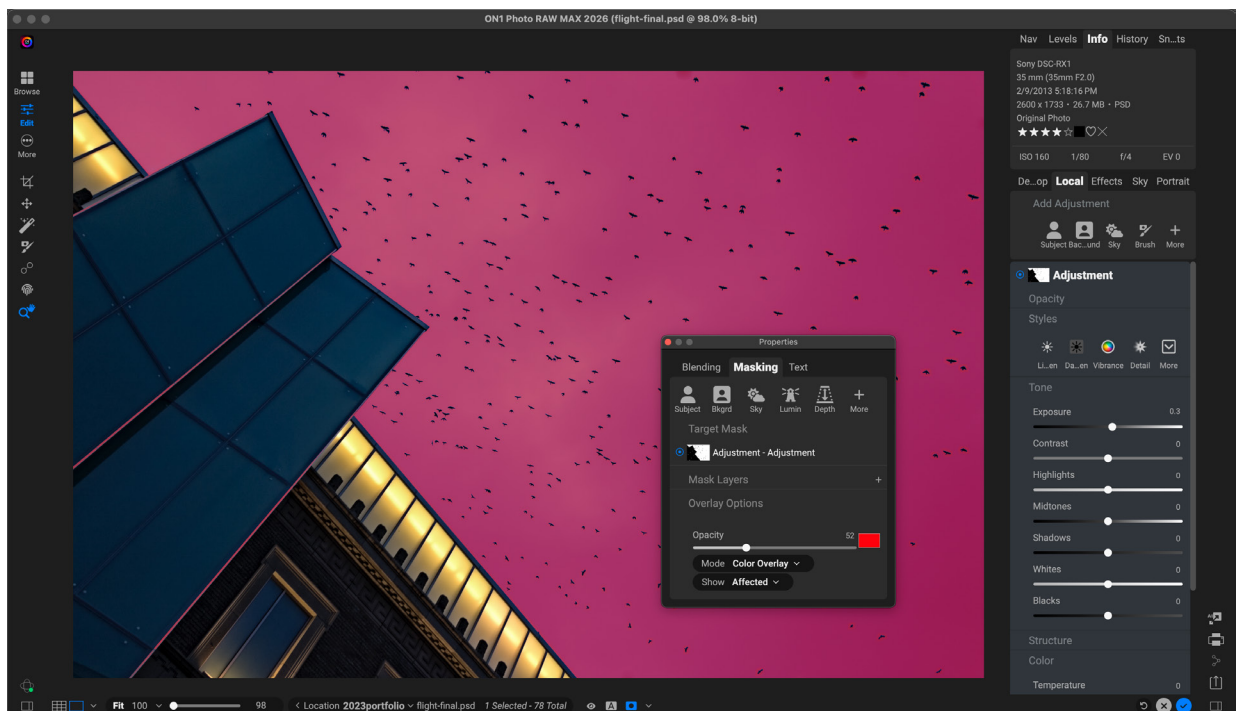 ON1 Photo RAW MAX 2026 (flight-final.psd @ 98.0% 8-bit)
Browse
Edit
More
Nav Levels Info History Sn...ts
Sony DSC-RX1
35 mm (35mm F2.0)
2/9/2013 5:18:16 PM
2600 x 1733 • 26.7 MB • PSD
Original Photo
ISO 160 1/80 f/4 EV 0
De...op Local Effects Sky Portrait
Add Adjustment
Subject Bac...und Sky Brush More
Adjustment
Opacity
Styles
Li...en Da...en Vibrance Detail More
Tone
Exposure 0.3
Contrast 0
Highlights 0
Midtones 0
Shadows 0
Whites 0
Blacks 0
Structure
Color
Temperature 0
Properties
Blending Masking Text
Subject Bkgrd Sky Lumin Depth More
Target Mask
Adjustment - Adjustment
Mask Layers +
Overlay Options
Opacity 52
Mode Color Overlay
Show Affected
Fit 100 98 < Location 2023portfolio flight-final.psd 1 Selected - 78 Total A